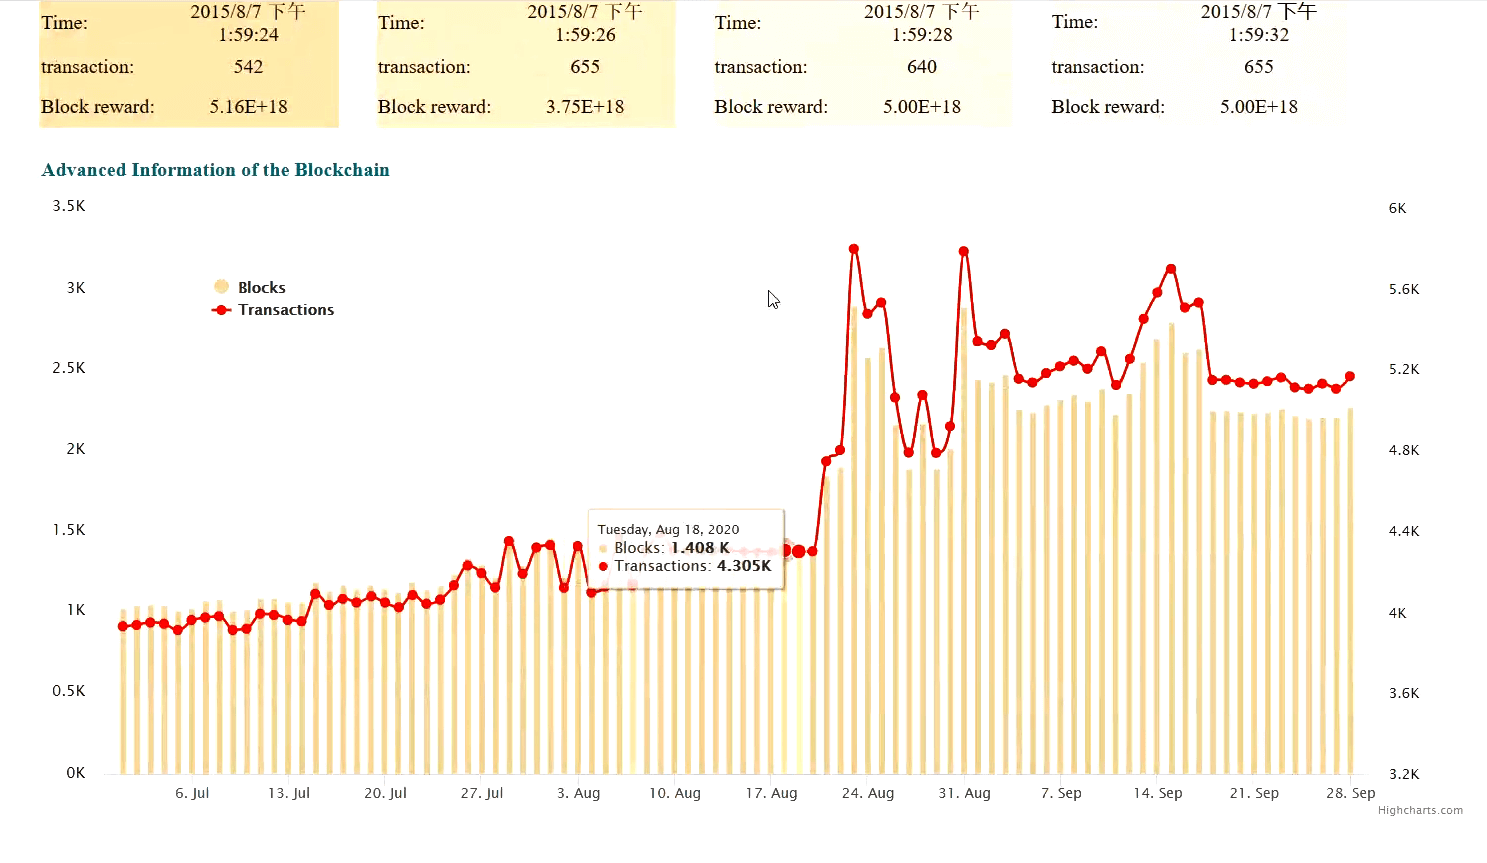 Time: 2015/8/7 下午 1:59:24
transaction: 542
Block reward: 5.16E+18
Time: 2015/8/7 下午 1:59:26
transaction: 655
Block reward: 3.75E+18
Time: 2015/8/7 下午 1:59:28
transaction: 640
Block reward: 5.00E+18
Time: 2015/8/7 下午 1:59:32
transaction: 655
Block reward: 5.00E+18
Advanced Information of the Blockchain
3.5K
3K
2.5K
2K
1.5K
1K
0.5K
0K
Blocks
Transactions
Tuesday, Aug 18, 2020
Blocks: 1.408 K
Transactions: 4.305K
6K
5.6K
5.2K
4.8K
4.4K
4K
3.6K
3.2K
6. Jul
13. Jul
20. Jul
27. Jul
3. Aug
10. Aug
17. Aug
24. Aug
31. Aug
7. Sep
14. Sep
21. Sep
28. Sep
Highcharts.com